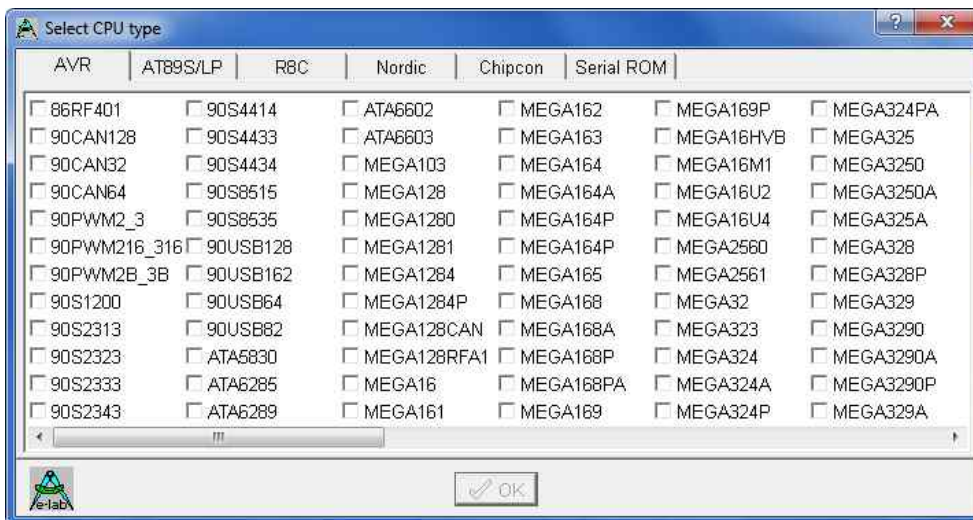 Select CPU type
AVR AT89S/LP R8C Nordic Chipcon Serial ROM
86RF401 90S4414 ATA6602 MEGA162 MEGA169P MEGA324PA
90CAN128 90S4433 ATA6603 MEGA163 MEGA16HVB MEGA325
90CAN32 90S4434 MEGA103 MEGA164 MEGA16M1 MEGA3250
90CAN64 90S8515 MEGA128 MEGA164A MEGA16U2 MEGA3250A
90PWM2_3 90S8535 MEGA1280 MEGA164P MEGA16U4 MEGA325A
90PWM216_316 90USB128 MEGA1281 MEGA164P MEGA2560 MEGA328
90PWM2B_3B 90USB162 MEGA1284 MEGA165 MEGA2561 MEGA328P
90S1200 90USB64 MEGA1284P MEGA168 MEGA32 MEGA329
90S2313 90USB82 MEGA128CAN MEGA168A MEGA323 MEGA3290
90S2323 ATA5830 MEGA128RFA1 MEGA168P MEGA324 MEGA3290A
90S2333 ATA6285 MEGA16 MEGA168PA MEGA324A MEGA3290P
90S2343 ATA6289 MEGA161 MEGA169 MEGA324P MEGA329A
e-lab
OK